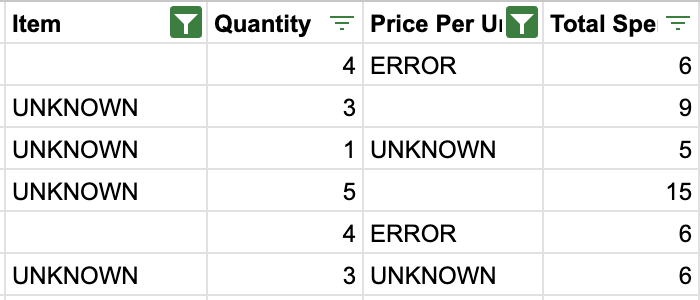 Item Quantity Price Per U Total Spe
4 ERROR 6
UNKNOWN 3 9
UNKNOWN 1 UNKNOWN 5
UNKNOWN 5 15
4 ERROR 6
UNKNOWN 3 UNKNOWN 6